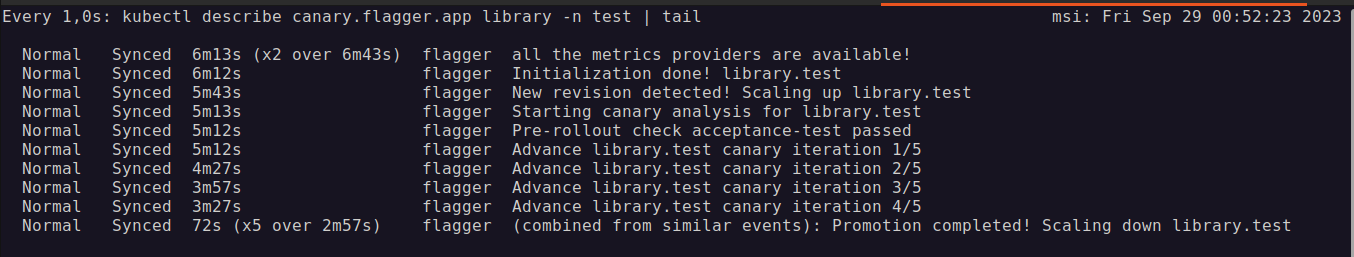 Every 1,0s: kubectl describe canary.flagger.app library -n test | tail msi: Fri Sep 29 00:52:23 2023
Normal Synced 6m13s (x2 over 6m43s) flagger all the metrics providers are available!
Normal Synced 6m12s flagger Initialization done! library.test
Normal Synced 5m43s flagger New revision detected! Scaling up library.test
Normal Synced 5m13s flagger Starting canary analysis for library.test
Normal Synced 5m12s flagger Pre-rollout check acceptance-test passed
Normal Synced 5m12s flagger Advance library.test canary iteration 1/5
Normal Synced 4m27s flagger Advance library.test canary iteration 2/5
Normal Synced 3m57s flagger Advance library.test canary iteration 3/5
Normal Synced 3m27s flagger Advance library.test canary iteration 4/5
Normal Synced 72s (x5 over 2m57s) flagger (combined from similar events): Promotion completed! Scaling down library.test